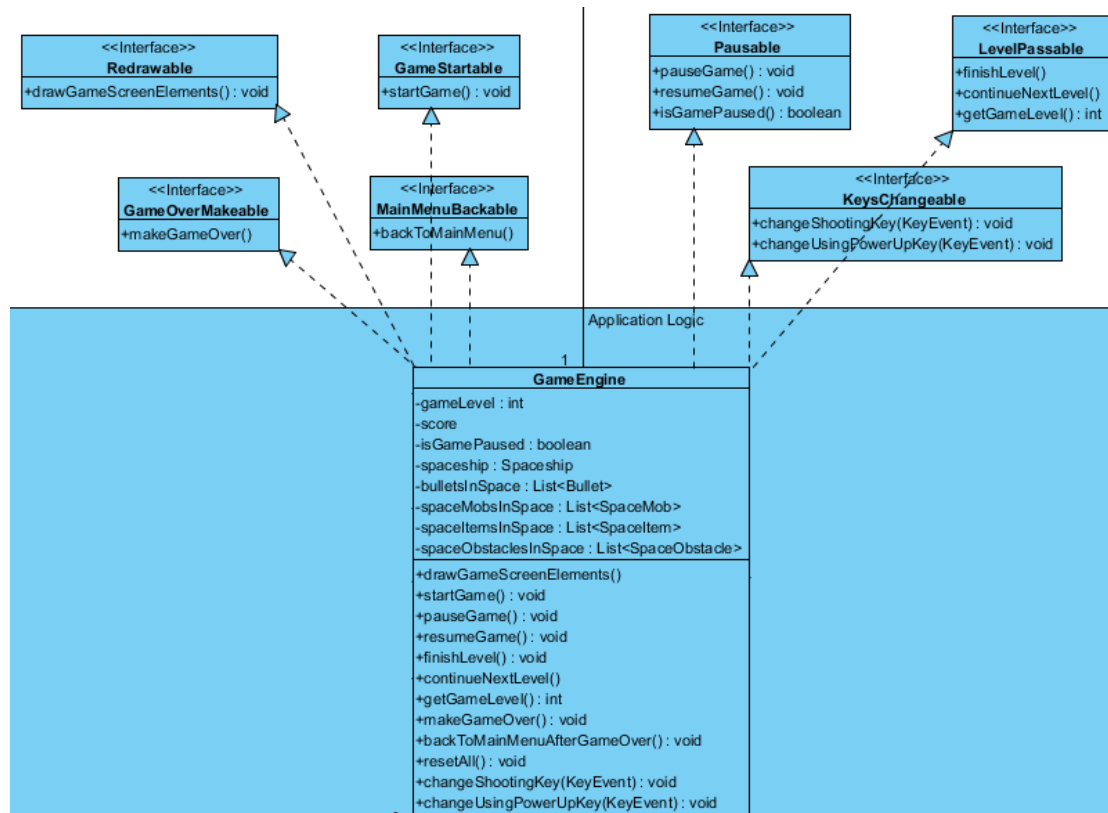 <<Interface>>
Redrawable
+drawGameScreenElements() : void
<<Interface>>
GameStartable
+startGame() : void
<<Interface>>
Pausable
+pauseGame() : void
+resumeGame() : void
+isGamePaused() : boolean
<<Interface>>
LevelPassable
+finishLevel()
+continueNextLevel()
+getGameLevel() : int
<<Interface>>
GameOverMakeable
+makeGameOver()
<<Interface>>
MainMenuBackable
+backToMainMenu()
<<Interface>>
KeysChangeable
+changeShootingKey(KeyEvent) : void
+changeUsingPowerUpKey(KeyEvent) : void
Application Logic
1
GameEngine
-gameLevel : int
-score
-isGamePaused : boolean
-spaceship : Spaceship
-bulletsInSpace : List<Bullet>
-spaceMobsInSpace : List<SpaceMob>
-spaceItemsInSpace : List<SpaceItem>
-spaceObstaclesInSpace : List<SpaceObstacle>
+drawGameScreenElements()
+startGame() : void
+pauseGame() : void
+resumeGame() : void
+finishLevel() : void
+continueNextLevel()
+getGameLevel() : int
+makeGameOver() : void
+backToMainMenuAfterGameOver() : void
+resetAll() : void
+changeShootingKey(KeyEvent) : void
+changeUsingPowerUpKey(KeyEvent) : void